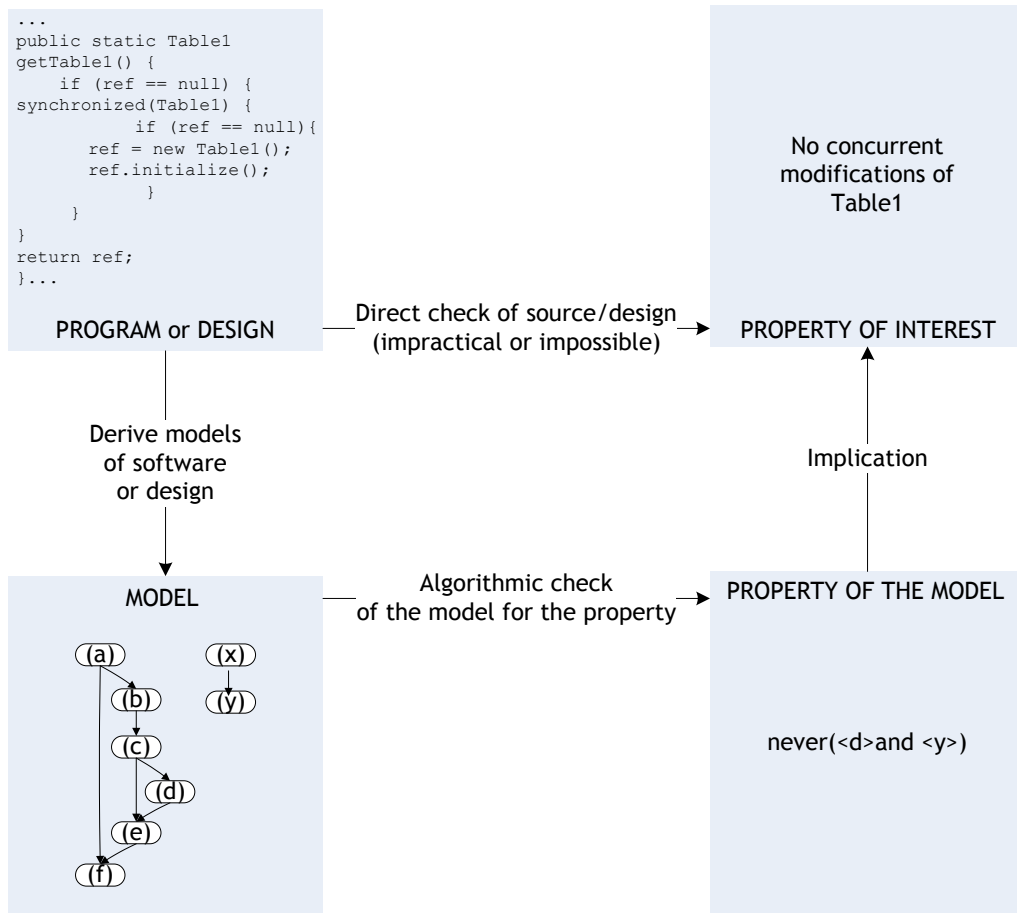 ...
public static Table1
getTable1() {
    if (ref == null) {
synchronized(Table1) {
            if (ref == null){
       ref = new Table1();
       ref.initialize();
             }
     }
}
return ref;
}...
PROGRAM or DESIGN
Direct check of source/design
(impractical or impossible)
No concurrent
modifications of
Table1
PROPERTY OF INTEREST
Derive models
of software
or design
Implication
MODEL
(a)
(x)
(b)
(y)
(c)
(d)
(e)
(f)
Algorithmic check
of the model for the property
PROPERTY OF THE MODEL
never(<d>and <y>)